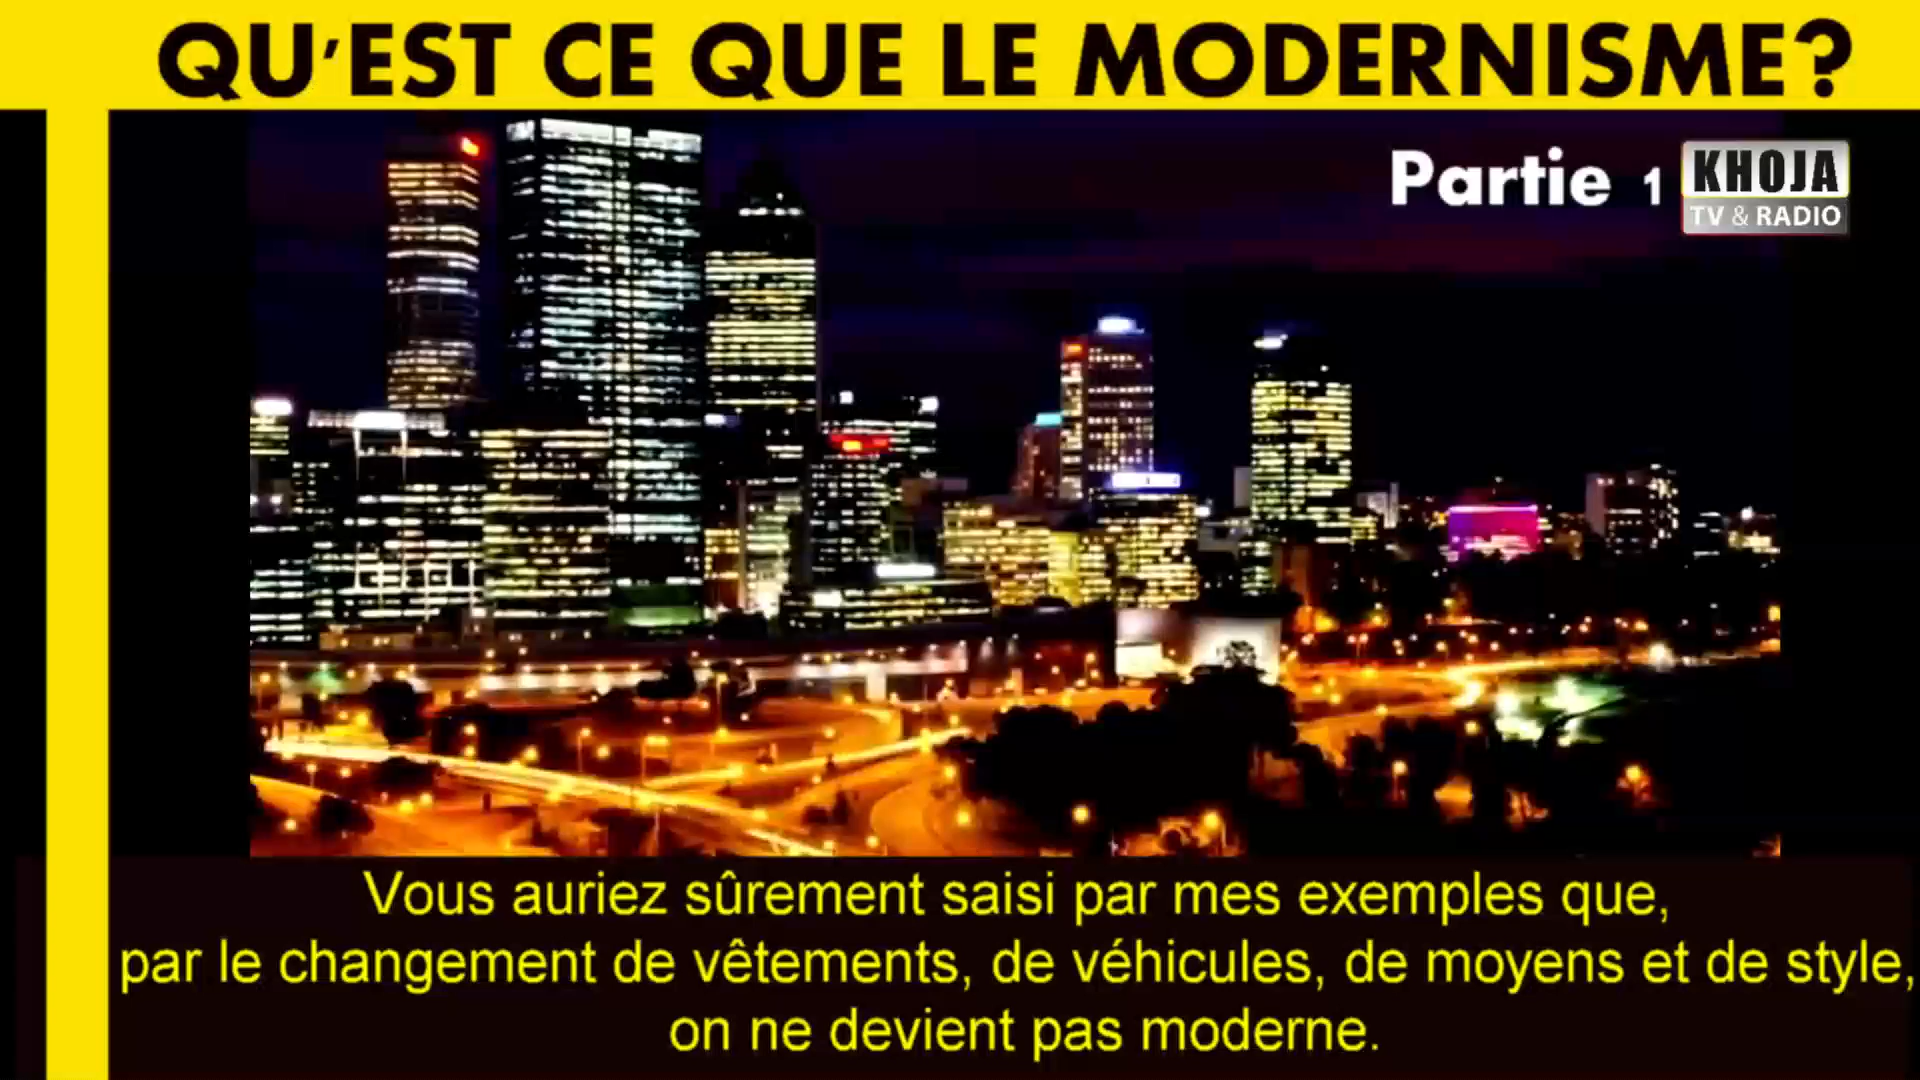 QU'EST CE QUE LE MODERNISME?
Partie 1
KHOJA
TV & RADIO
Vous auriez sûrement saisi par mes exemples que,
par le changement de vêtements, de véhicules, de moyens et de style,
on ne devient pas moderne.